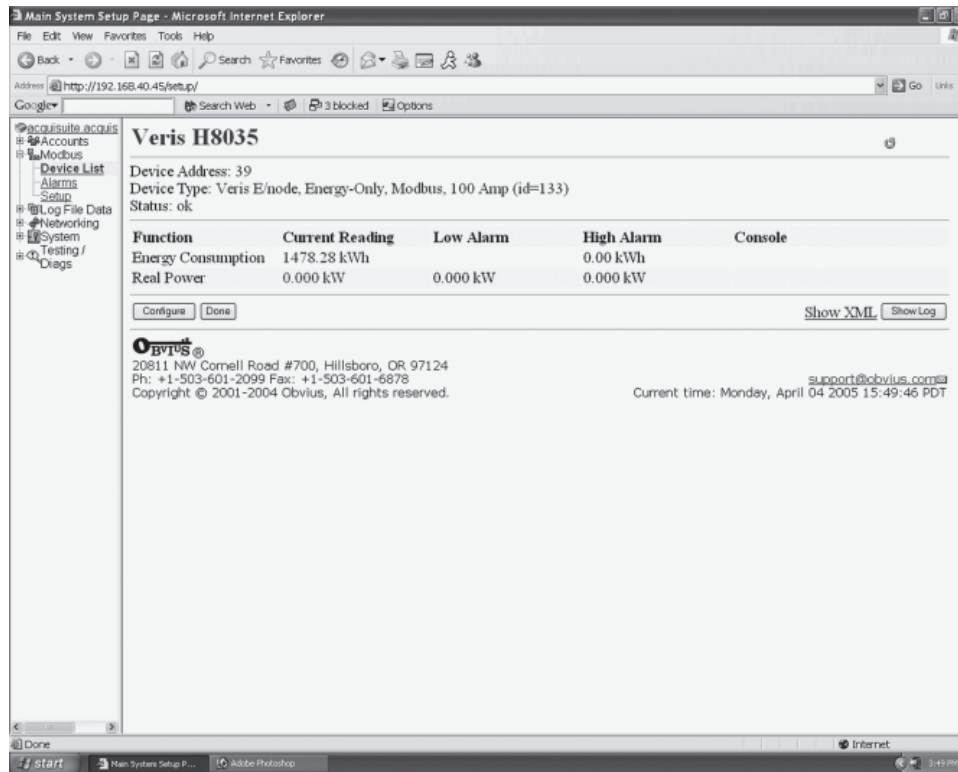 Main System Setup Page - Microsoft Internet Explorer
File Edit View Favorites Tools Help
Back Search Favorites
Address http://192.168.40.45/setup/ Go Links
Google Search Web 3 blocked Options
acquisuite.acquis
Accounts
Modbus
Device List
Alarms
Setup
Log File Data
Networking
System
Testing /
Diags
Veris H8035
Device Address: 39
Device Type: Veris E/node, Energy-Only, Modbus, 100 Amp (id=133)
Status: ok
Function Current Reading Low Alarm High Alarm Console
Energy Consumption 1478.28 kWh 0.00 kWh
Real Power 0.000 kW 0.000 kW 0.000 kW
Configure Done Show XML Show Log
OBVIUS ®
20811 NW Cornell Road #700, Hillsboro, OR 97124
Ph: +1-503-601-2099 Fax: +1-503-601-6878
Copyright © 2001-2004 Obvius, All rights reserved.
support@obvius.com
Current time: Monday, April 04 2005 15:49:46 PDT
Done Internet
start Main System Setup P... Adobe Photoshop 3:49 PM